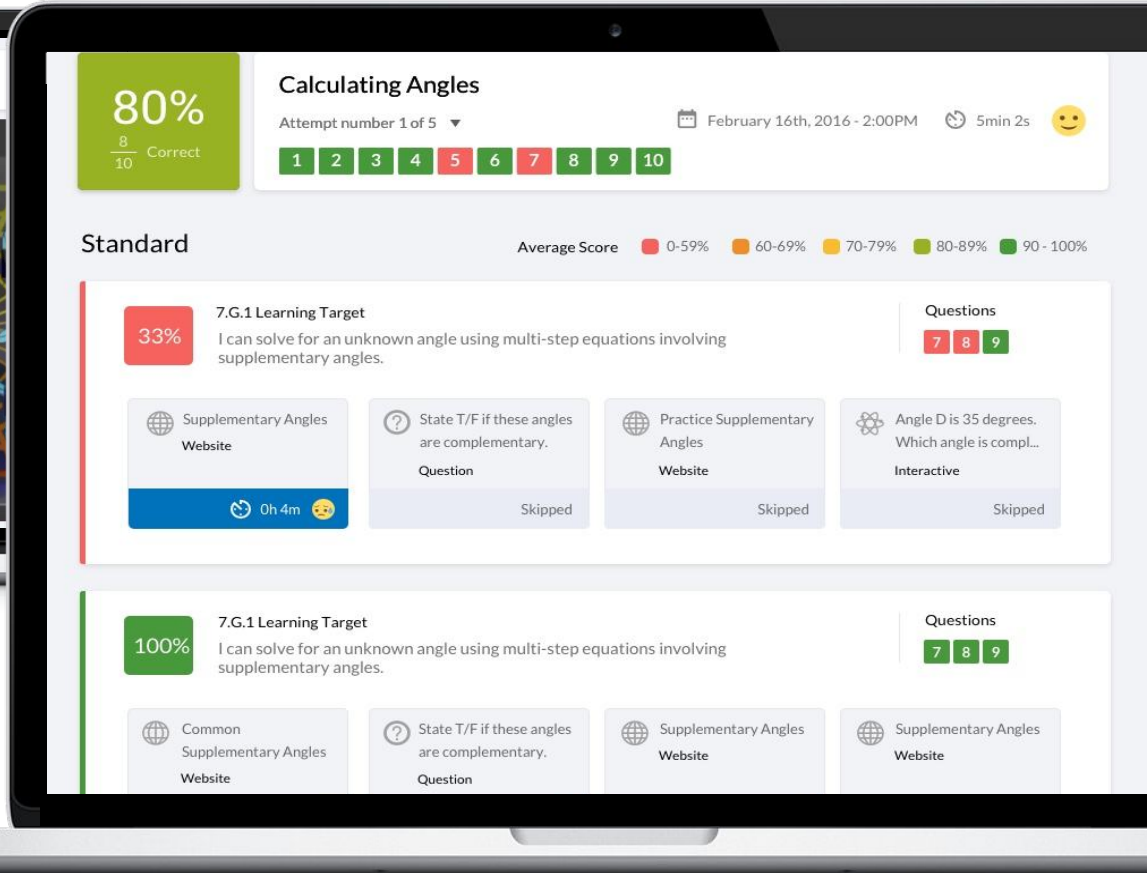 80%
8
10
Correct
Calculating Angles
Attempt number 1 of 5
February 16th, 2016 - 2:00PM
5min 2s
1 2 3 4 5 6 7 8 9 10
Standard
Average Score
0-59%
60-69%
70-79%
80-89%
90 - 100%
33%
7.G.1 Learning Target
I can solve for an unknown angle using multi-step equations involving
supplementary angles.
Questions
7 8 9
Supplementary Angles
Website
0h 4m
State T/F if these angles
are complementary.
Question
Skipped
Practice Supplementary
Angles
Website
Skipped
Angle D is 35 degrees.
Which angle is compl...
Interactive
Skipped
100%
7.G.1 Learning Target
I can solve for an unknown angle using multi-step equations involving
supplementary angles.
Questions
7 8 9
Common
Supplementary Angles
Website
State T/F if these angles
are complementary.
Question
Supplementary Angles
Website
Supplementary Angles
Website